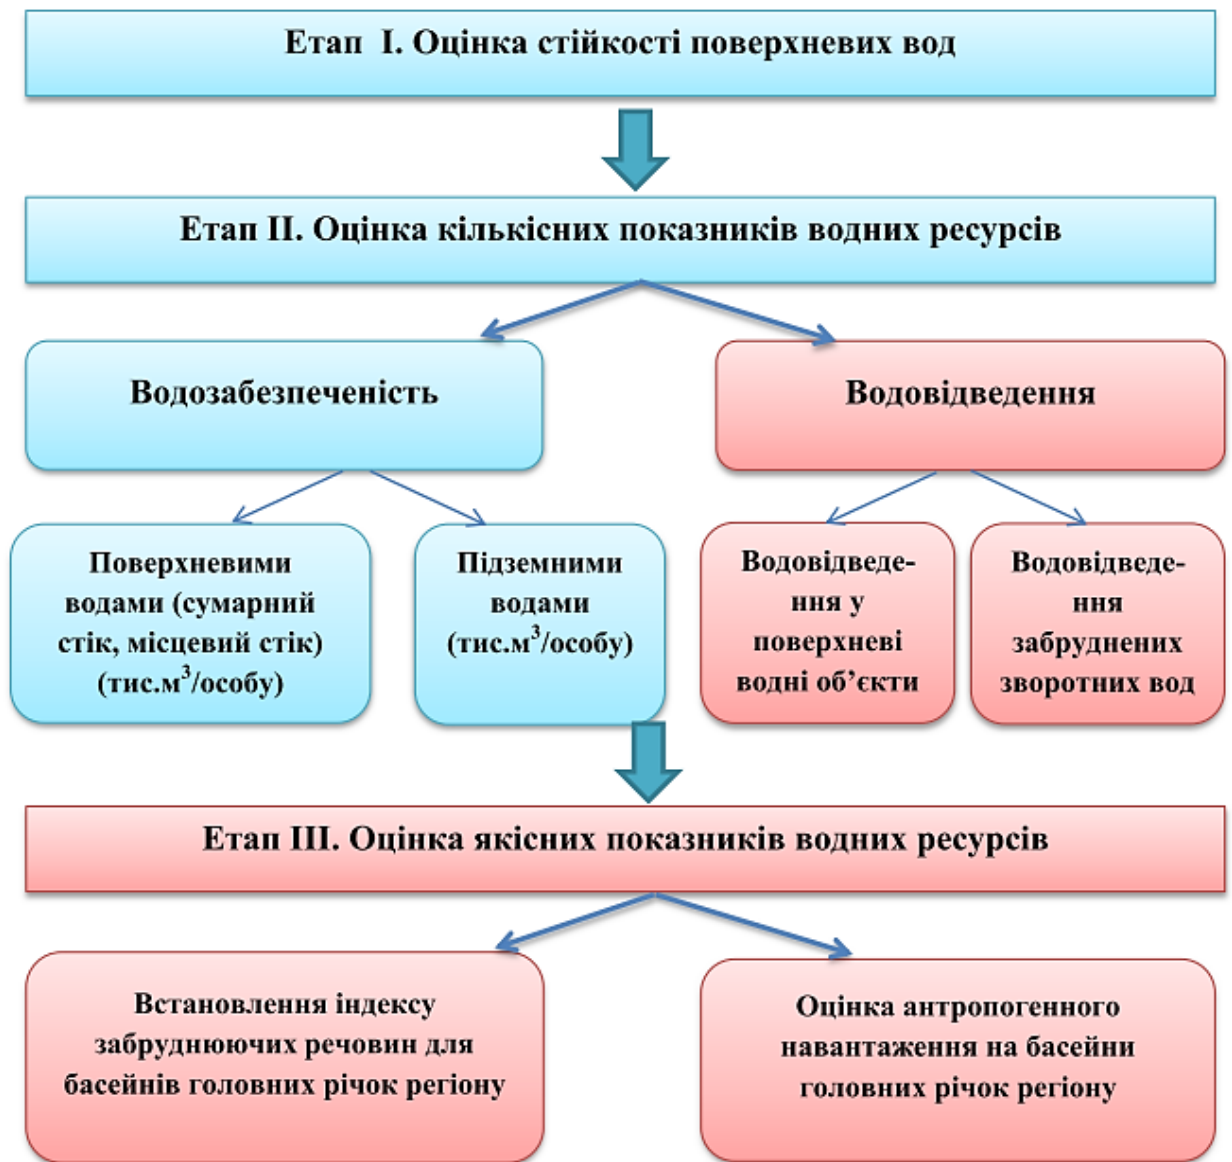 Етап I. Оцінка стійкості поверхневих вод
Етап II. Оцінка кількісних показників водних ресурсів
Водозабезпеченість
Водовідведення
Поверхневими
водами (сумарний
стік, місцевий стік)
(тис.м³/особу)
Підземними
водами
(тис.м³/особу)
Водовідведе-
ння у
поверхневі
водні об’єкти
Водовідведе-
ння
забруднених
зворотних вод
Етап III. Оцінка якісних показників водних ресурсів
Встановлення індексу
забруднюючих речовин для
басейнів головних річок регіону
Оцінка антропогенного
навантаження на басейни
головних річок регіону